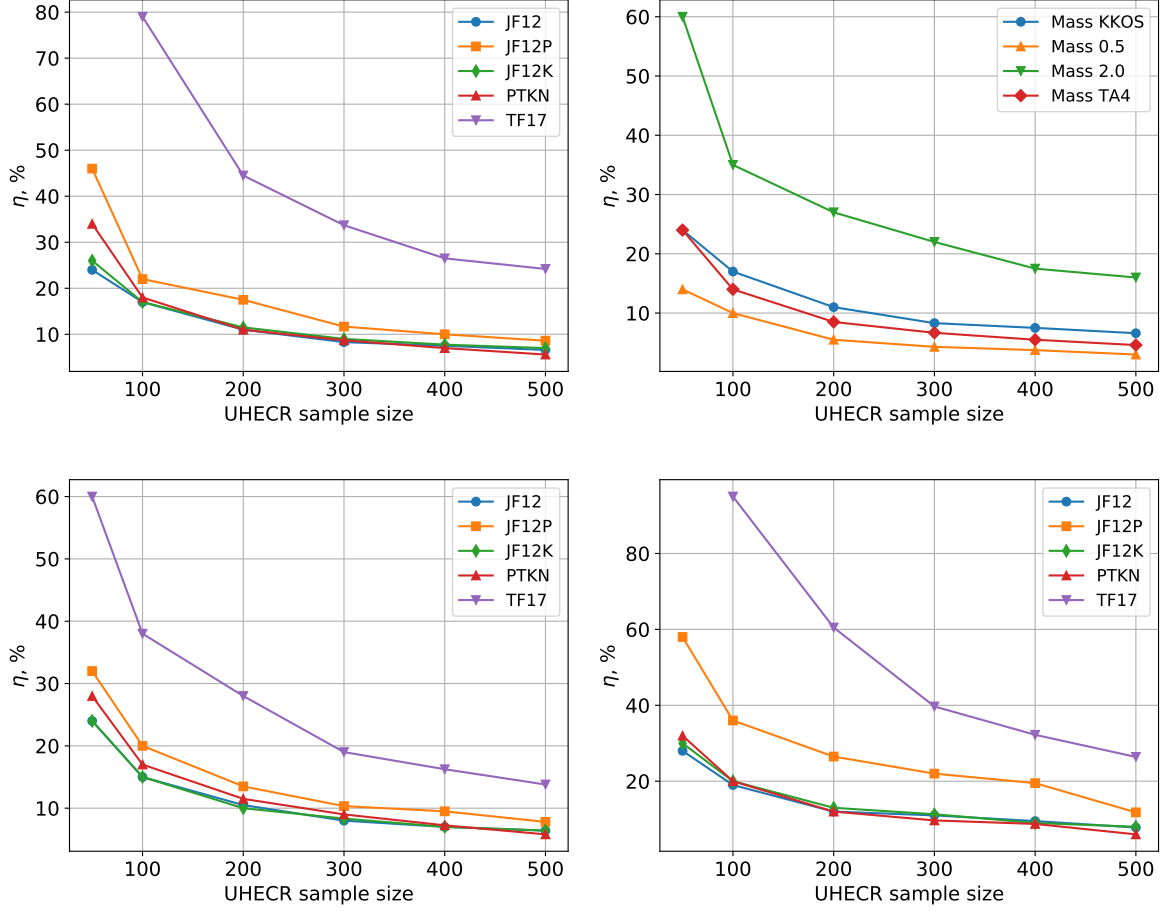 80
70
60
50
40
30
20
10
η, %
100 200 300 400 500
UHECR sample size
JF12
JF12P
JF12K
PTKN
TF17
60
50
40
30
20
10
η, %
100 200 300 400 500
UHECR sample size
Mass KKOS
Mass 0.5
Mass 2.0
Mass TA4
60
50
40
30
20
10
η, %
100 200 300 400 500
UHECR sample size
JF12
JF12P
JF12K
PTKN
TF17
80
60
40
20
η, %
100 200 300 400 500
UHECR sample size
JF12
JF12P
JF12K
PTKN
TF17